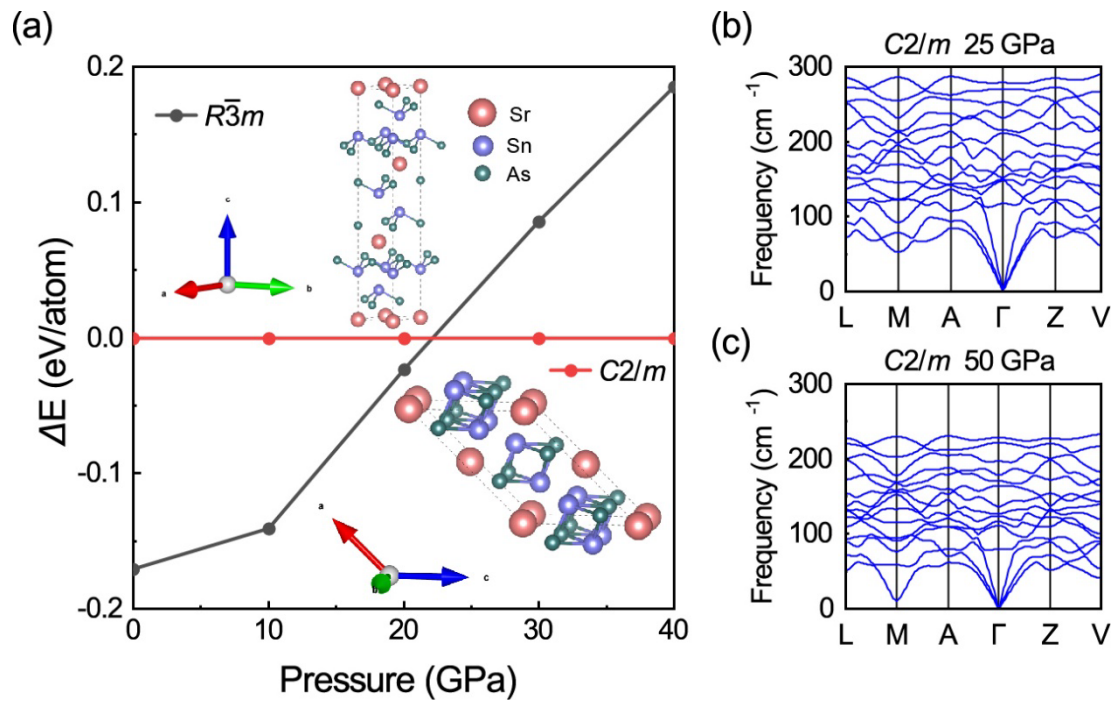 (a)
0.2
0.1
0.0
-0.1
-0.2
ΔE (eV/atom)
0
10
20
30
40
Pressure (GPa)
R3̅m
Sr
Sn
As
c
a
b
C2/m
a
b
c
(b)
C2/m 25 GPa
300
200
100
0
Frequency (cm⁻¹)
L M A Γ Z V
(c)
C2/m 50 GPa
300
200
100
0
Frequency (cm⁻¹)
L M A Γ Z V